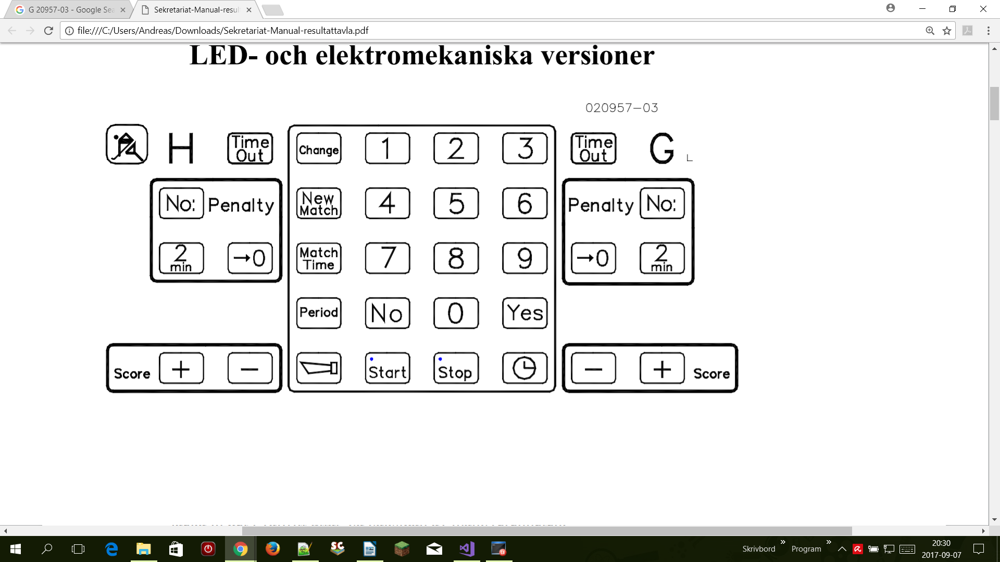 G 20957-03 - Google Sea
Sekretariat-Manual-resul
file:///C:/Users/Andreas/Downloads/Sekretariat-Manual-resultattavla.pdf
LED- och elektromekaniska versioner
020957-03
H
Time
Out
Change
1
2
3
Time
Out
G
No:
Penalty
New
Match
4
5
6
Penalty
No:
2
min
→0
Match
Time
7
8
9
→0
2
min
Period
No
0
Yes
Score
+
−
Start
Stop
−
+
Score
Skrivbord
Program
20:30
2017-09-07